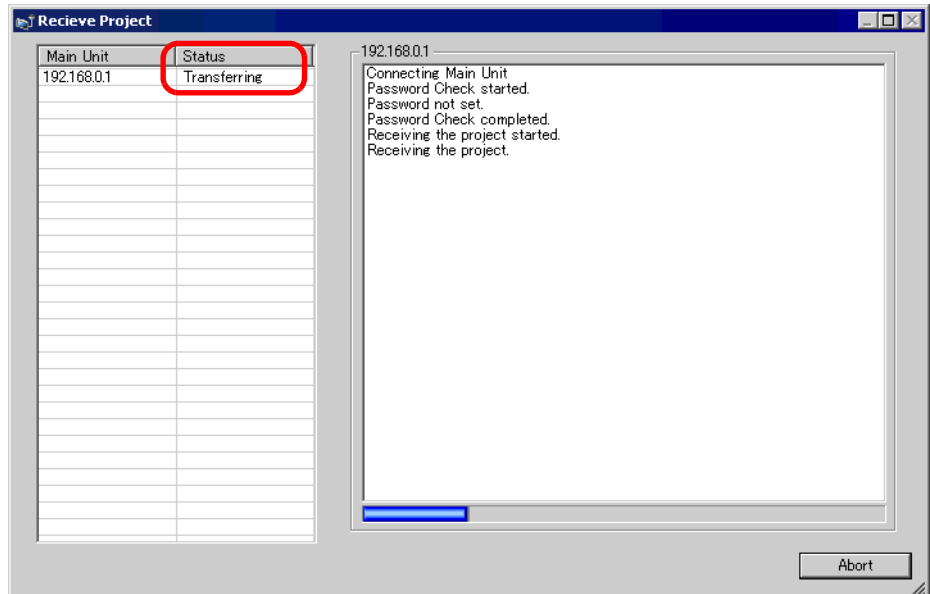 Recieve Project
Main Unit Status
192.168.0.1 Transferring
192.168.0.1
Connecting Main Unit
Password Check started.
Password not set.
Password Check completed.
Receiving the project started.
Receiving the project.
Abort